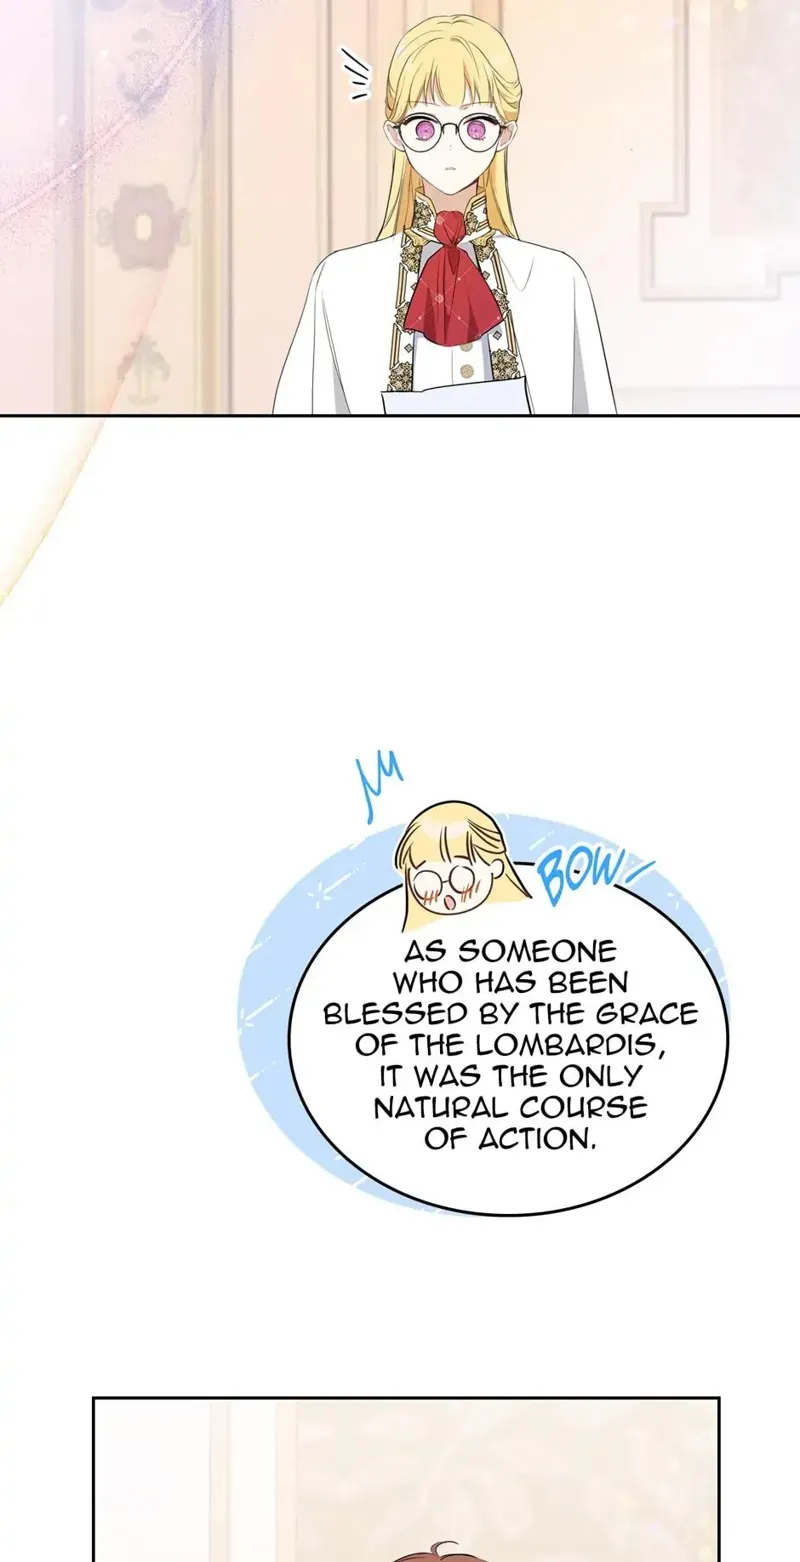 BOW
AS SOMEONE
WHO HAS BEEN
BLESSED BY THE GRACE
OF THE LOMBARDIS,
IT WAS THE ONLY
NATURAL COURSE
OF ACTION.